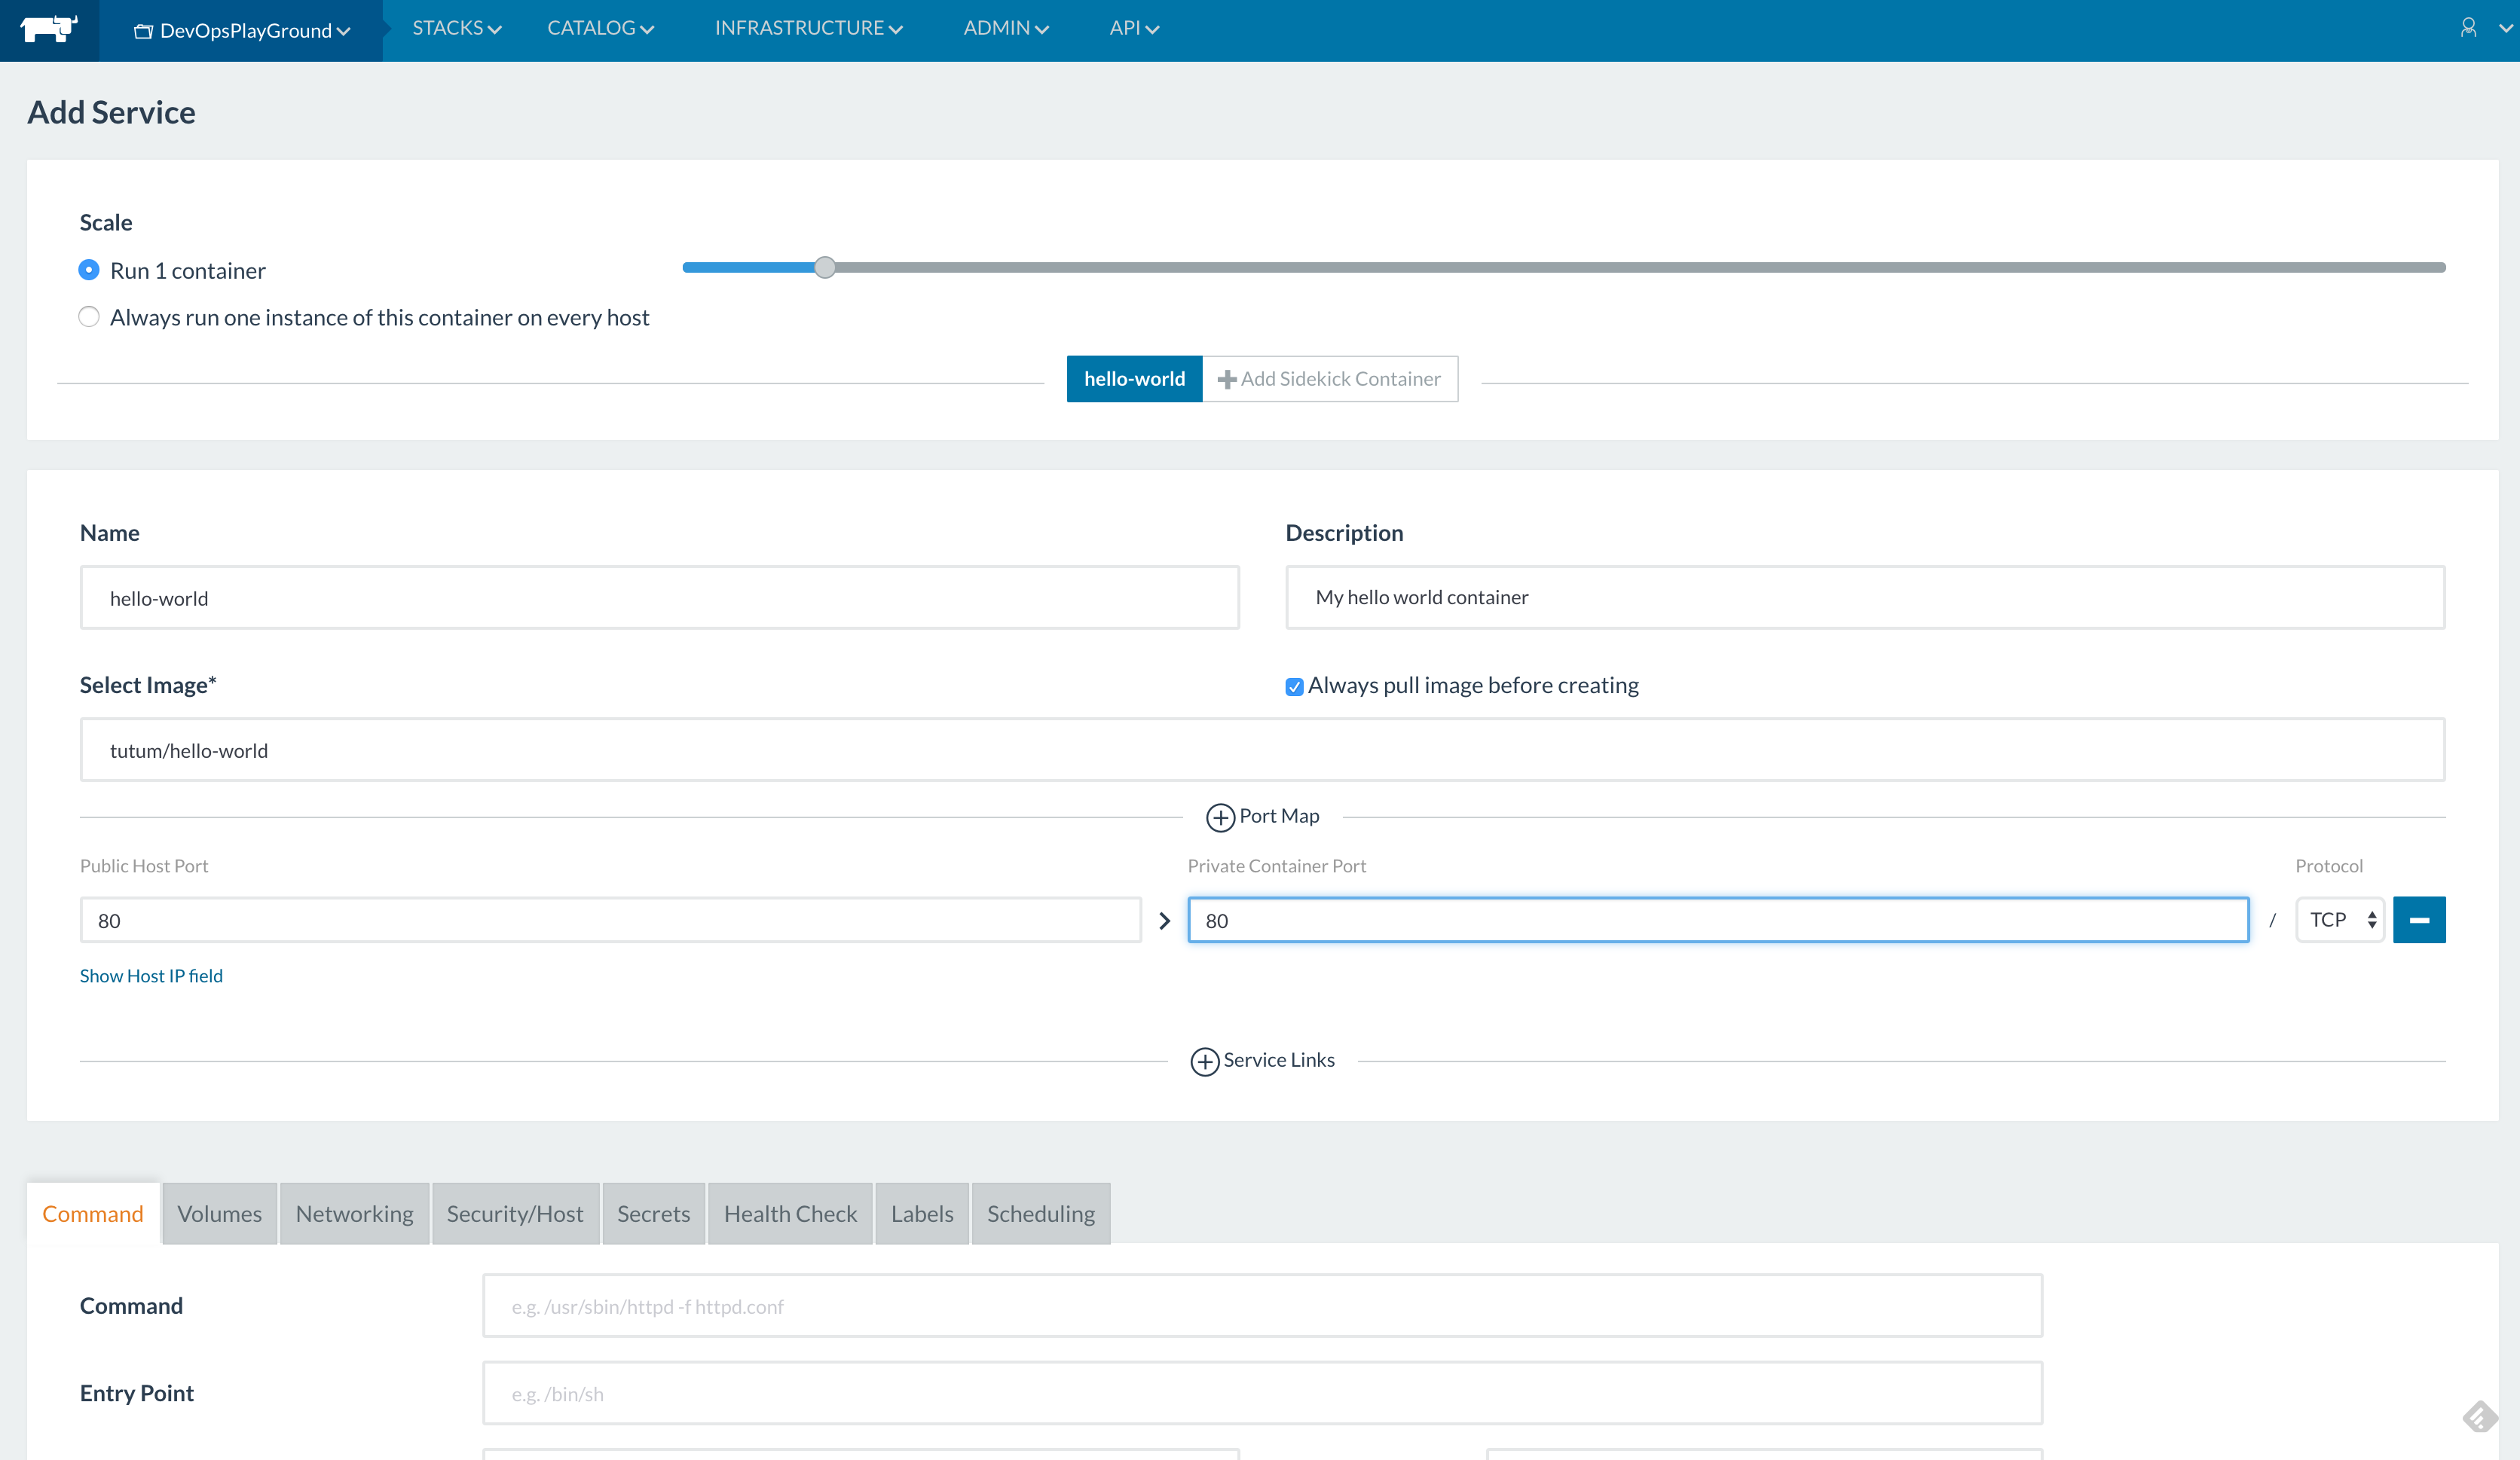 DevOpsPlayGround STACKS CATALOG INFRASTRUCTURE ADMIN API
Add Service
Scale
Run 1 container
Always run one instance of this container on every host
hello-world Add Sidekick Container
Name Description
hello-world My hello world container
Select Image* Always pull image before creating
tutum/hello-world
Port Map
Public Host Port Private Container Port Protocol
80 80 / TCP
Show Host IP field
Service Links
Command Volumes Networking Security/Host Secrets Health Check Labels Scheduling
Command e.g. /usr/sbin/httpd -f httpd.conf
Entry Point e.g. /bin/sh